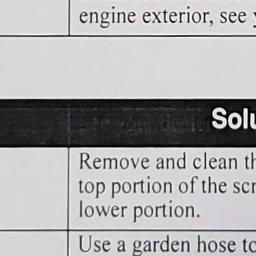 engine exterior, see
Solu
Remove and clean th
top portion of the scr
lower portion.
Use a garden hose to